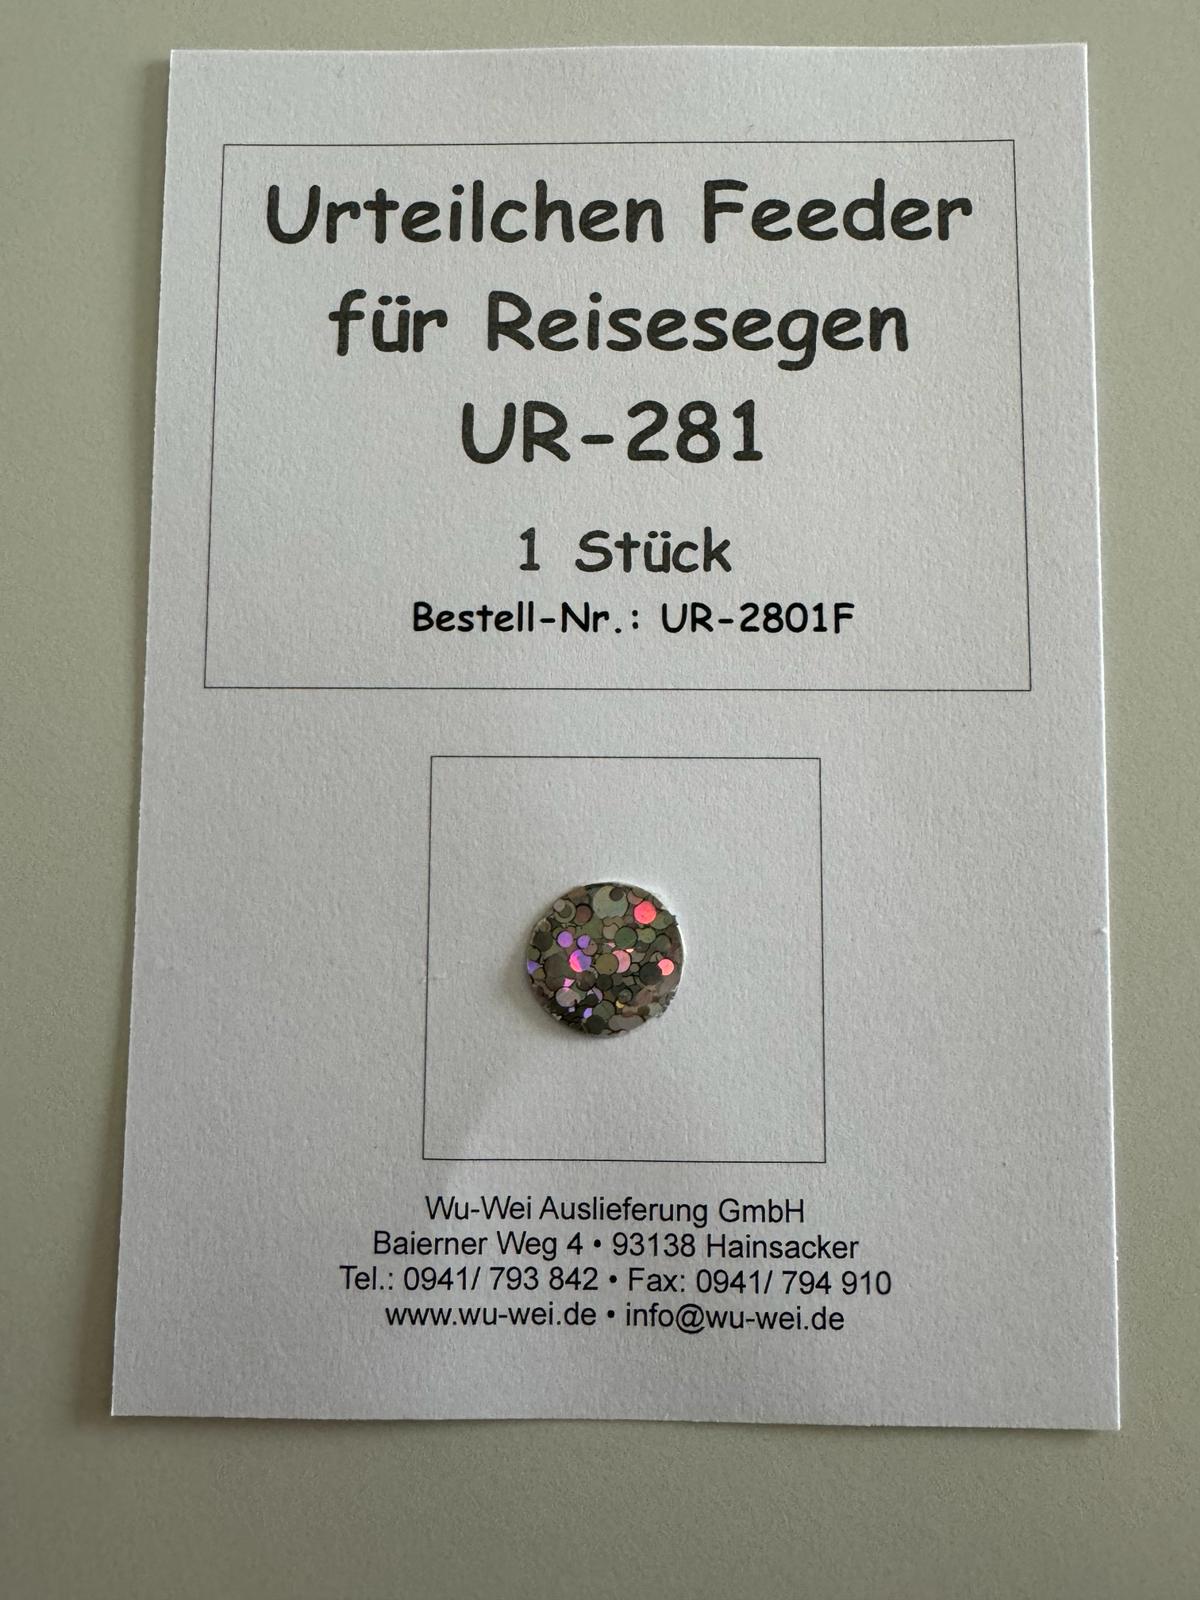 Urteilchen Feeder
für Reisesegen
UR-281
1 Stück
Bestell-Nr.: UR-2801F
Wu-Wei Auslieferung GmbH
Baierner Weg 4 • 93138 Hainsacker
Tel.: 0941/ 793 842 • Fax: 0941/ 794 910
www.wu-wei.de • info@wu-wei.de